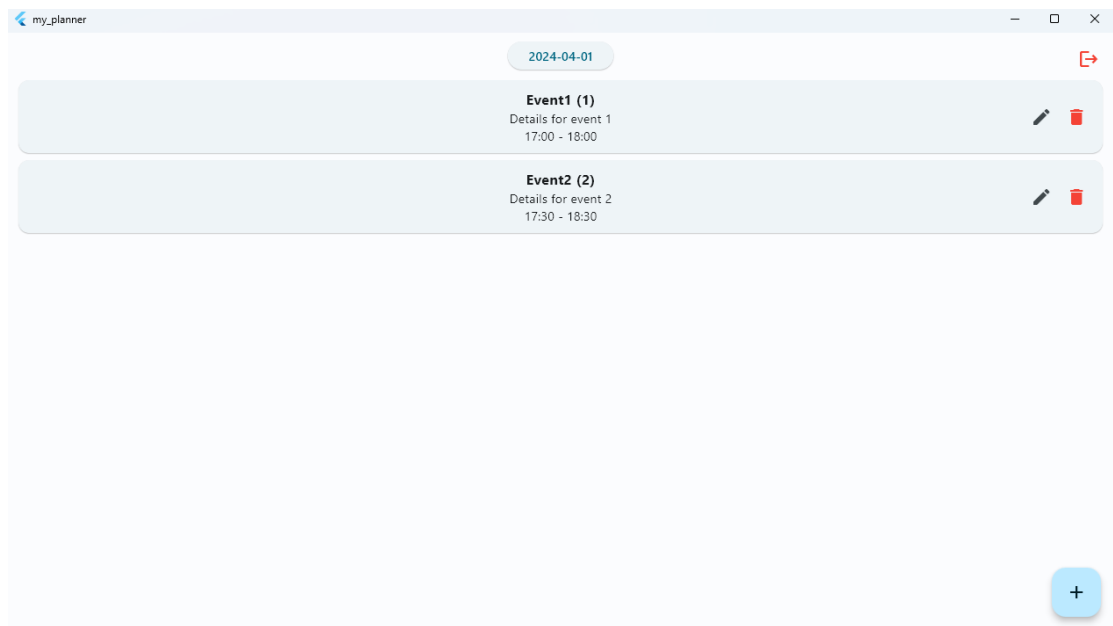 my_planner
2024-04-01
Event1 (1)
Details for event 1
17:00 - 18:00
Event2 (2)
Details for event 2
17:30 - 18:30